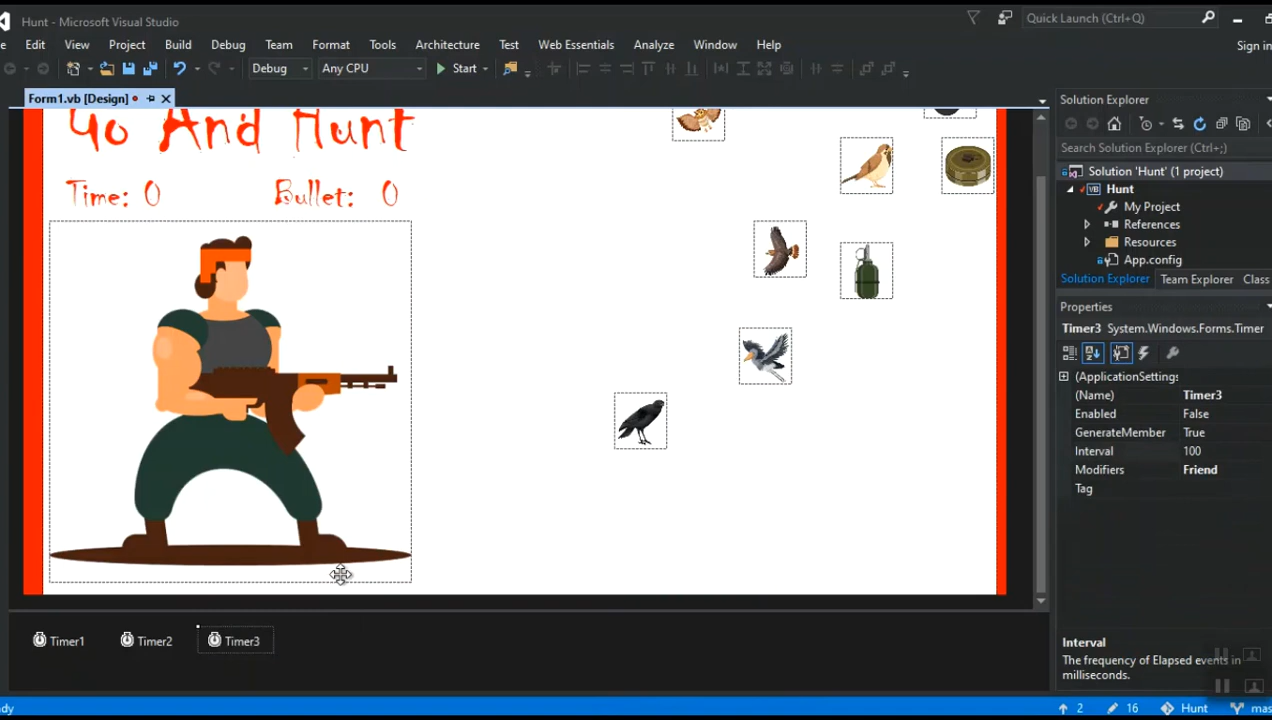 Hunt - Microsoft Visual Studio
Quick Launch (Ctrl+Q)
e Edit View Project Build Debug Team Format Tools Architecture Test Web Essentials Analyze Window Help
Sign in
Debug Any CPU Start
Form1.vb [Design]
Go And Hunt
Time: 0 Bullet: 0
Timer1 Timer2 Timer3
Solution Explorer
Search Solution Explorer (Ctrl+;)
Solution 'Hunt' (1 project)
VB Hunt
My Project
References
Resources
App.config
Solution Explorer Team Explorer Class
Properties
Timer3 System.Windows.Forms.Timer
(ApplicationSettings
(Name) Timer3
Enabled False
GenerateMember True
Interval 100
Modifiers Friend
Tag
Interval
The frequency of Elapsed events in milliseconds.
dy 2 16 Hunt mas